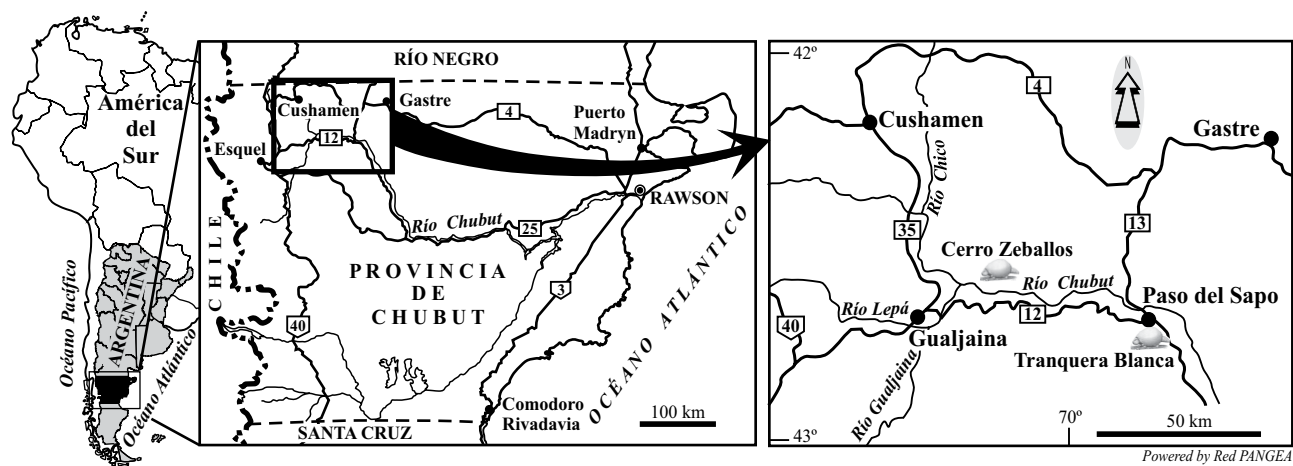 América
del
Sur
ARGENTINA
Océano Pacífico
Océano Atlántico
RÍO NEGRO
Cushamen
Gastre
4
12
Puerto
Madryn
Esquel
RAWSON
Río Chubut
25
CHILE
PROVINCIA
DE
CHUBUT
3
40
OCÉANO ATLÁNTICO
Comodoro
Rivadavia
100 km
SANTA CRUZ
42º
4
N
Cushamen
Gastre
Río Chico
35
13
Cerro Zeballos
Río Chubut
Paso del Sapo
Río Lepá
12
40
Gualjaina
Tranquera Blanca
Río Gualjaina
70º
50 km
43º
Powered by Red PANGEA